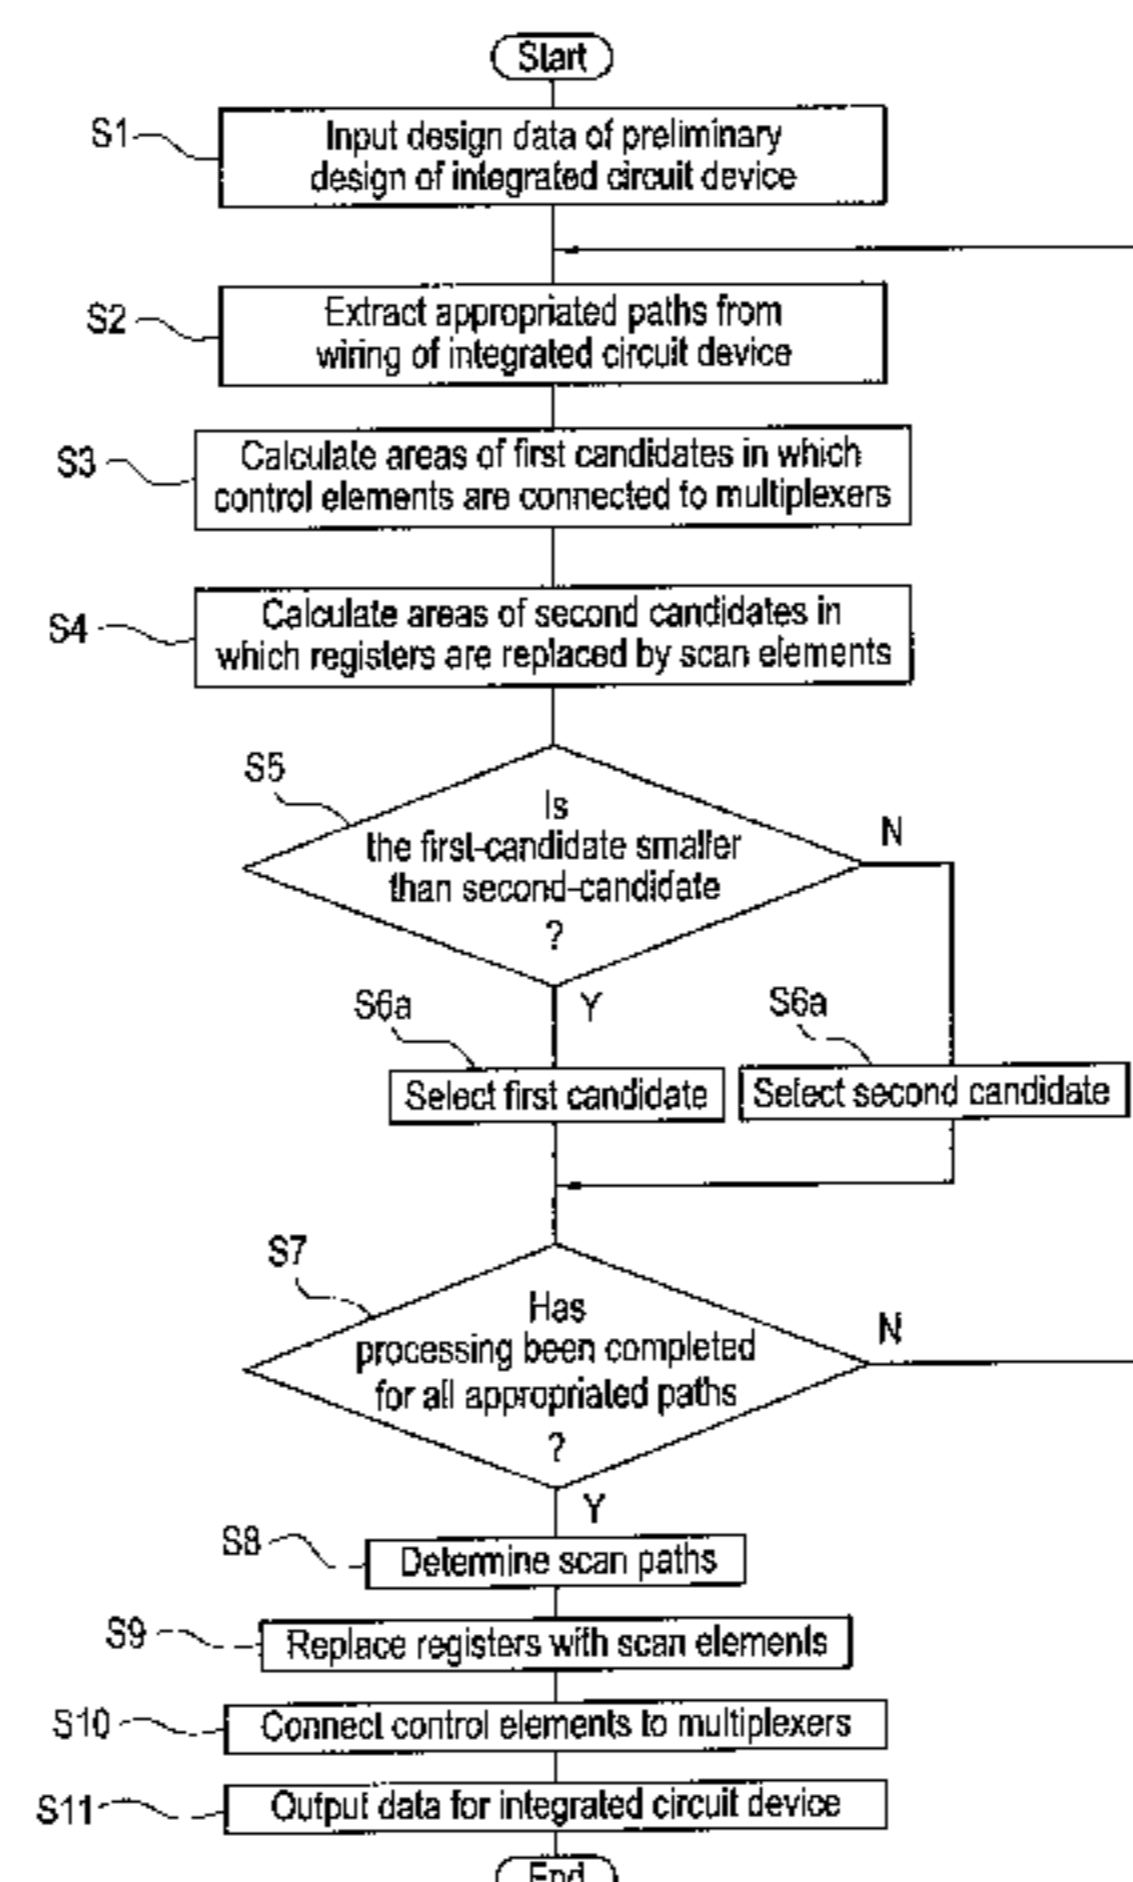 Start
S1
Input design data of preliminary
design of integrated circuit device
S2
Extract appropriated paths from
wiring of integrated circuit device
S3
Calculate areas of first candidates in which
control elements are connected to multiplexers
S4
Calculate areas of second candidates in
which registers are replaced by scan elements
S5
Is
the first-candidate smaller
than second-candidate
?
N
Y
S6a
Select first candidate
S6a
Select second candidate
S7
Has
processing been completed
for all appropriated paths
?
N
Y
S8
Determine scan paths
S9
Replace registers with scan elements
S10
Connect control elements to multiplexers
S11
Output data for integrated circuit device
End